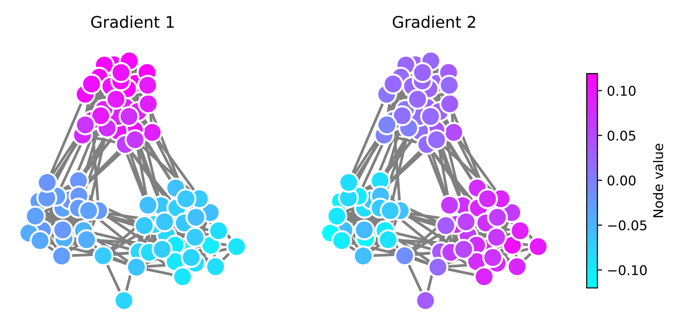 Gradient 1
Gradient 2
0.10
0.05
0.00
−0.05
−0.10
Node value